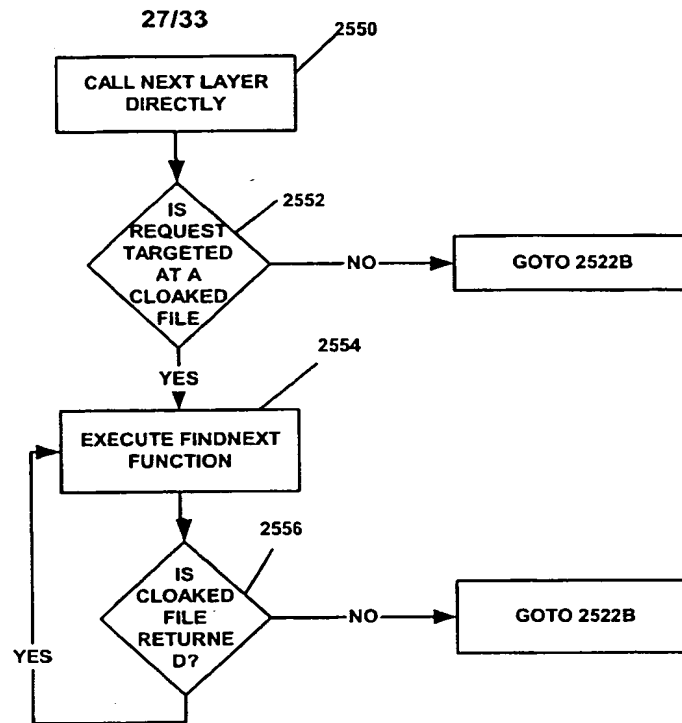 27/33
2550
CALL NEXT LAYER
DIRECTLY
2552
IS
REQUEST
TARGETED
AT A
CLOAKED
FILE
NO
GOTO 2522B
YES
2554
EXECUTE FINDNEXT
FUNCTION
2556
IS
CLOAKED
FILE
RETURNE
D?
NO
GOTO 2522B
YES